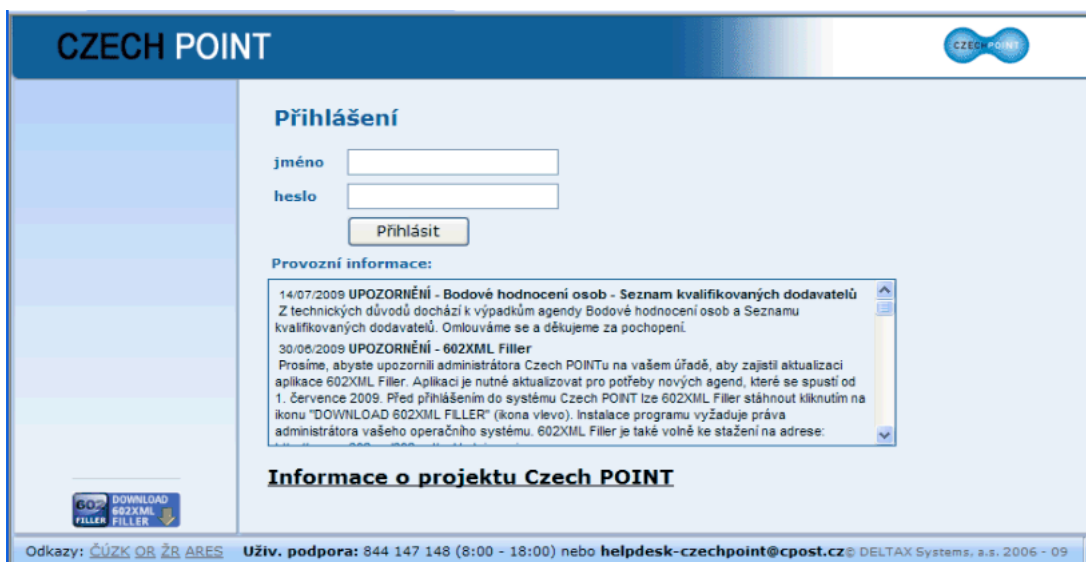 CZECH POINT
CZECH POINT
Přihlášení
jméno
heslo
Přihlásit
Provozní informace:
14/07/2009 UPOZORNĚNÍ - Bodové hodnocení osob - Seznam kvalifikovaných dodavatelů
Z technických důvodů dochází k výpadkům agendy Bodové hodnocení osob a Seznamu
kvalifikovaných dodavatelů. Omlouváme se a děkujeme za pochopení.
30/06/2009 UPOZORNĚNÍ - 602XML Filler
Prosíme, abyste upozornili administrátora Czech POINTu na vašem úřadě, aby zajistil aktualizaci
aplikace 602XML Filler. Aplikaci je nutné aktualizovat pro potřeby nových agend, které se spustí od
1. července 2009. Před přihlášením do systému Czech POINT lze 602XML Filler stáhnout kliknutím na
ikonu "DOWNLOAD 602XML FILLER" (ikona vlevo). Instalace programu vyžaduje práva
administrátora vašeho operačního systému. 602XML Filler je také volně ke stažení na adrese:
Informace o projektu Czech POINT
602 FILLER DOWNLOAD
602XML
FILLER
Odkazy: ČÚZK OR ŽR ARES Uživ. podpora: 844 147 148 (8:00 - 18:00) nebo helpdesk-czechpoint@cpost.cz © DELTAX Systems, a.s. 2006 - 09